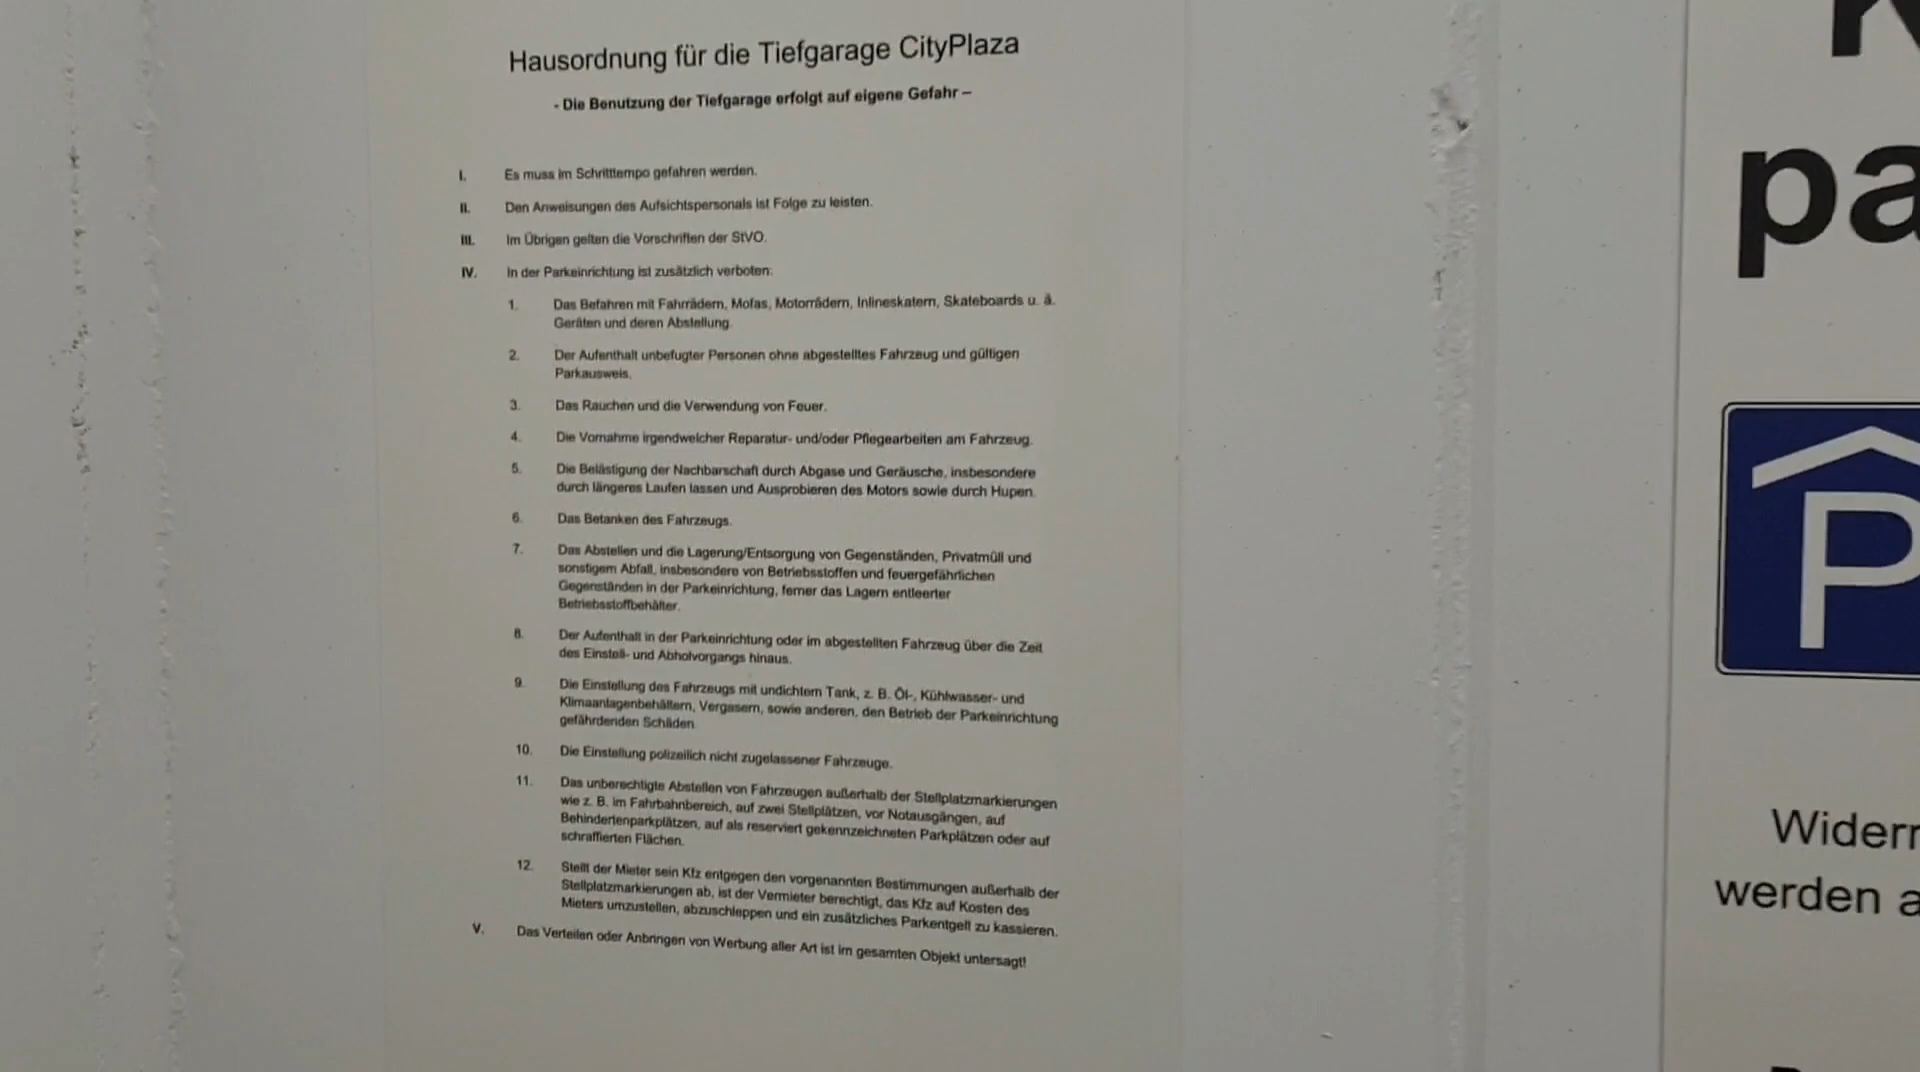 Hausordnung für die Tiefgarage CityPlaza
- Die Benutzung der Tiefgarage erfolgt auf eigene Gefahr –
I. Es muss im Schritttempo gefahren werden.
II. Den Anweisungen des Aufsichtspersonals ist Folge zu leisten.
III. Im Übrigen gelten die Vorschriften der StVO.
IV. In der Parkeinrichtung ist zusätzlich verboten:
1. Das Befahren mit Fahrrädern, Mofas, Motorrädern, Inlineskatern, Skateboards u. ä.
Geräten und deren Abstellung.
2. Der Aufenthalt unbefugter Personen ohne abgestelltes Fahrzeug und gültigen
Parkausweis.
3. Das Rauchen und die Verwendung von Feuer.
4. Die Vornahme irgendwelcher Reparatur- und/oder Pflegearbeiten am Fahrzeug.
5. Die Belästigung der Nachbarschaft durch Abgase und Geräusche, insbesondere
durch längeres Laufen lassen und Ausprobieren des Motors sowie durch Hupen.
6. Das Betanken des Fahrzeugs.
7. Das Abstellen und die Lagerung/Entsorgung von Gegenständen, Privatmüll und
sonstigem Abfall, insbesondere von Betriebsstoffen und feuergefährlichen
Gegenständen in der Parkeinrichtung, ferner das Lagern entleerter
Betriebsstoffbehälter.
8. Der Aufenthalt in der Parkeinrichtung oder im abgestellten Fahrzeug über die Zeit
des Einstell- und Abholvorgangs hinaus.
9. Die Einstellung des Fahrzeugs mit undichtem Tank, z. B. Öl-, Kühlwasser- und
Klimaanlagenbehältern, Vergasern, sowie anderen, den Betrieb der Parkeinrichtung
gefährdenden Schäden.
10. Die Einstellung polizeilich nicht zugelassener Fahrzeuge.
11. Das unberechtigte Abstellen von Fahrzeugen außerhalb der Stellplatzmarkierungen
wie z. B. im Fahrbahnbereich, auf zwei Stellplätzen, vor Notausgängen, auf
Behindertenparkplätzen, auf als reserviert gekennzeichneten Parkplätzen oder auf
schraffierten Flächen.
12. Stellt der Mieter sein Kfz entgegen den vorgenannten Bestimmungen außerhalb der
Stellplatzmarkierungen ab, ist der Vermieter berechtigt, das Kfz auf Kosten des
Mieters umzustellen, abzuschleppen und ein zusätzliches Parkentgelt zu kassieren.
V. Das Verteilen oder Anbringen von Werbung aller Art ist im gesamten Objekt untersagt!
pa
P
Widerr
werden a